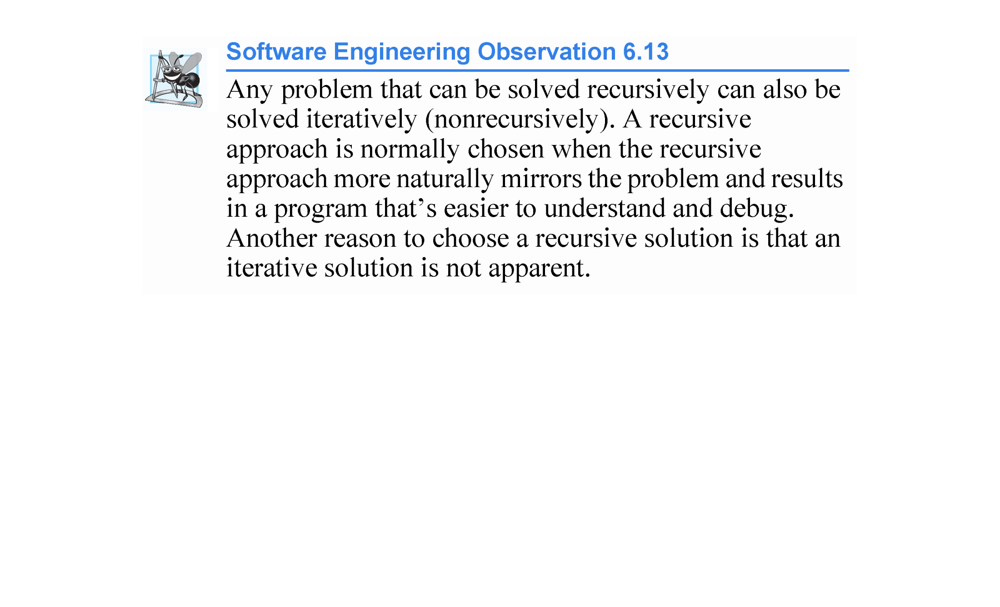 Software Engineering Observation 6.13
Any problem that can be solved recursively can also be
solved iteratively (nonrecursively). A recursive
approach is normally chosen when the recursive
approach more naturally mirrors the problem and results
in a program that’s easier to understand and debug.
Another reason to choose a recursive solution is that an
iterative solution is not apparent.